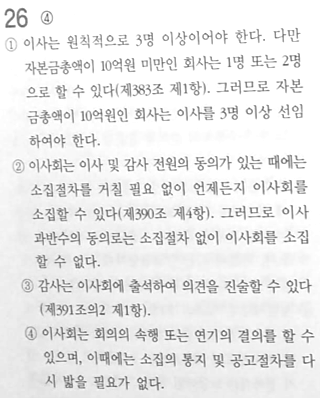 26 ④
① 이사는 원칙적으로 3명 이상이어야 한다. 다만
자본금총액이 10억원 미만인 회사는 1명 또는 2명
으로 할 수 있다(제383조 제1항). 그러므로 자본
금총액이 10억원인 회사는 이사를 3명 이상 선임
하여야 한다.
② 이사회는 이사 및 감사 전원의 동의가 있는 때에는
소집절차를 거칠 필요 없이 언제든지 이사회를
소집할 수 있다(제390조 제4항). 그러므로 이사
과반수의 동의로는 소집절차 없이 이사회를 소집
할 수 없다.
③ 감사는 이사회에 출석하여 의견을 진술할 수 있다
(제391조의2 제1항).
④ 이사회는 회의의 속행 또는 연기의 결의를 할 수
있으며, 이때에는 소집의 통지 및 공고절차를 다
시 밟을 필요가 없다.